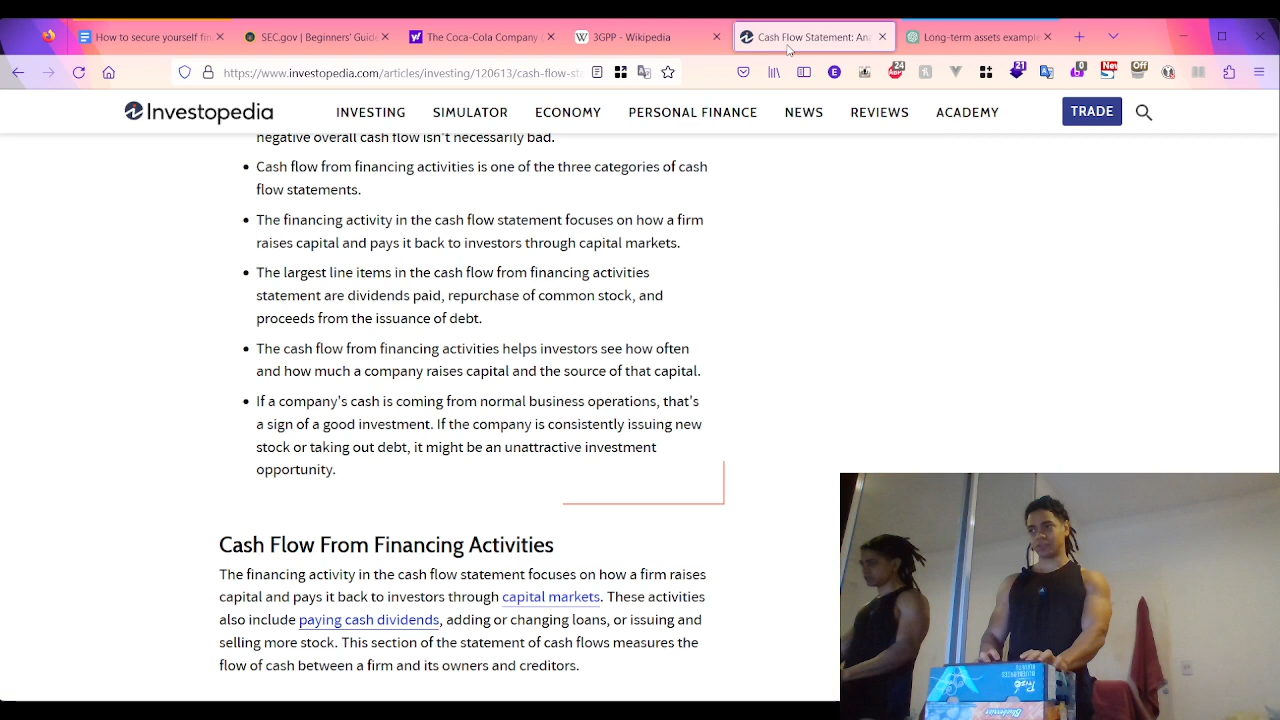 How to secure yourself fin
SEC.gov | Beginners' Guide
The Coca-Cola Company (
3GPP - Wikipedia
Cash Flow Statement: Ana
Long-term assets example
https://www.investopedia.com/articles/investing/120613/cash-flow-sta
24
21
0
New
Off
Investopedia
INVESTING
SIMULATOR
ECONOMY
PERSONAL FINANCE
NEWS
REVIEWS
ACADEMY
TRADE
negative overall cash flow isn't necessarily bad.
Cash flow from financing activities is one of the three categories of cash
flow statements.
The financing activity in the cash flow statement focuses on how a firm
raises capital and pays it back to investors through capital markets.
The largest line items in the cash flow from financing activities
statement are dividends paid, repurchase of common stock, and
proceeds from the issuance of debt.
The cash flow from financing activities helps investors see how often
and how much a company raises capital and the source of that capital.
If a company's cash is coming from normal business operations, that's
a sign of a good investment. If the company is consistently issuing new
stock or taking out debt, it might be an unattractive investment
opportunity.
Cash Flow From Financing Activities
The financing activity in the cash flow statement focuses on how a firm raises
capital and pays it back to investors through capital markets. These activities
also include paying cash dividends, adding or changing loans, or issuing and
selling more stock. This section of the statement of cash flows measures the
flow of cash between a firm and its owners and creditors.